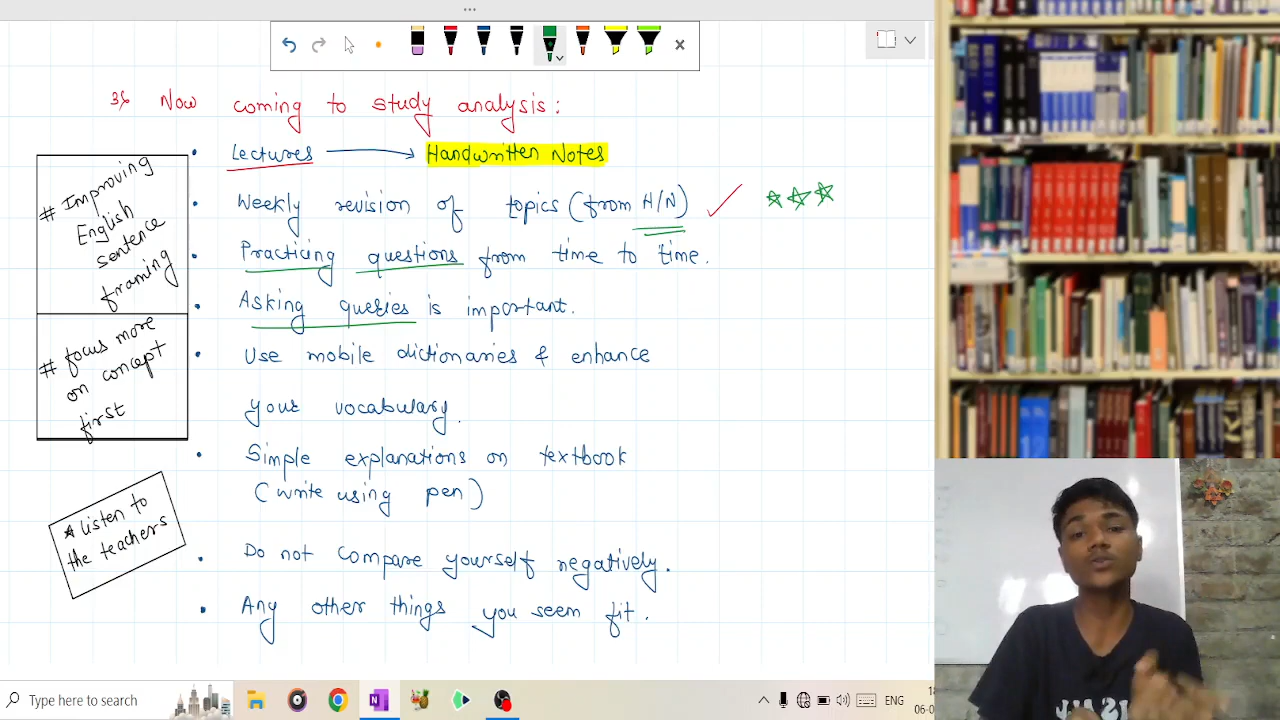 3§ Now coming to study analysis:
• Lectures → Handwritten Notes
• Weekly revision of topics (from H/N)
• Practicing questions from time to time.
• Asking queries is important.
• Use mobile dictionaries & enhance
your vocabulary.
• Simple explanations on textbook
(write using pen)
• Do not compare yourself negatively.
• Any other things you seem fit.
# Improving
English
sentence
framing
# focus more
on concept
first
* listen to
the teachers
Type here to search
ENG